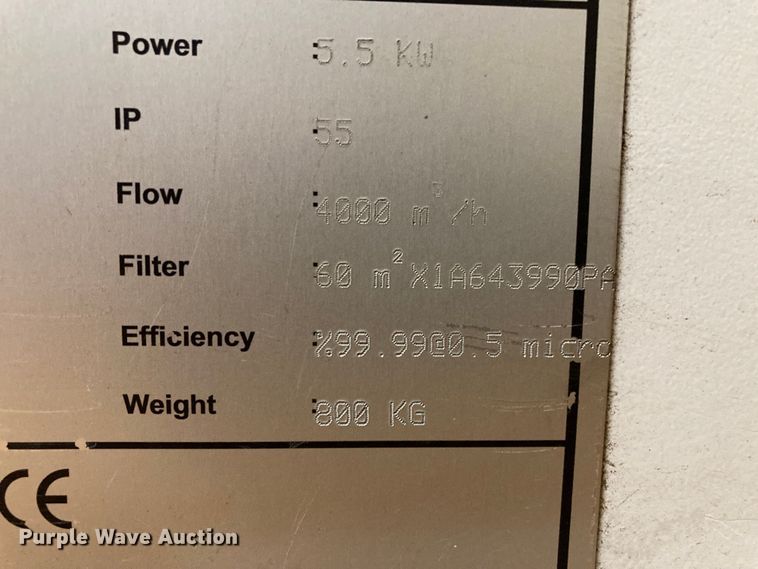 Power : 5.5 KW
IP : 55
Flow : 4000 m³/h
Filter : 60 m² X1A643990PA
Efficiency : %99.99@0.5 micro
Weight : 800 KG
CE
Purple Wave Auction